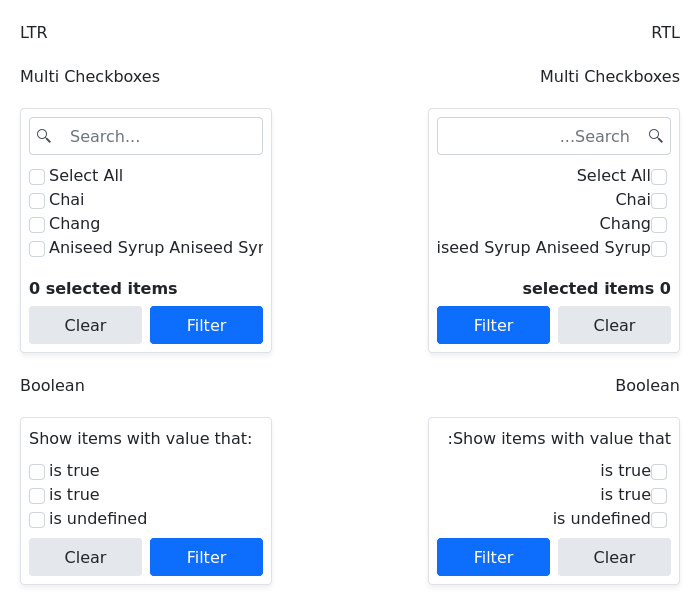 LTR
Multi Checkboxes
Search...
Select All
Chai
Chang
Aniseed Syrup Aniseed Syr
0 selected items
Clear Filter
Boolean
Show items with value that:
is true
is true
is undefined
Clear Filter
RTL
Multi Checkboxes
...Search
Select All
Chai
Chang
iseed Syrup Aniseed Syrup
selected items 0
Filter Clear
Boolean
:Show items with value that
is true
is true
is undefined
Filter Clear